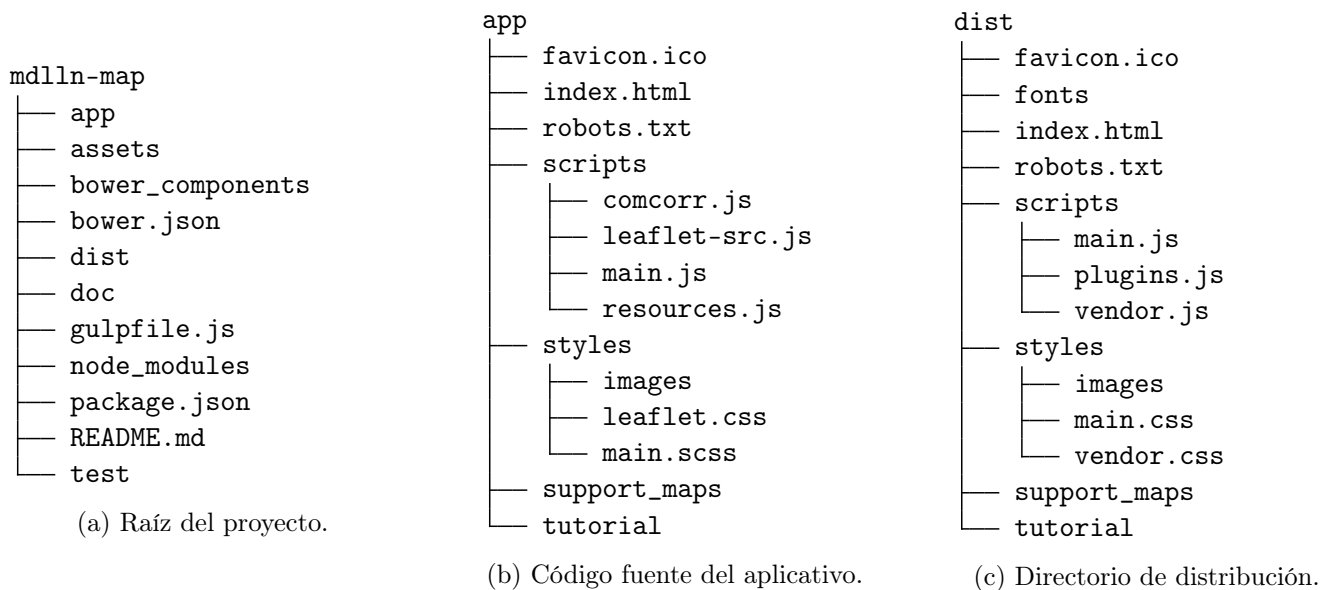 mdlln-map
app
assets
bower_components
bower.json
dist
doc
gulpfile.js
node_modules
package.json
README.md
test
(a) Raíz del proyecto.
app
favicon.ico
index.html
robots.txt
scripts
comcorr.js
leaflet-src.js
main.js
resources.js
styles
images
leaflet.css
main.scss
support_maps
tutorial
(b) Código fuente del aplicativo.
dist
favicon.ico
fonts
index.html
robots.txt
scripts
main.js
plugins.js
vendor.js
styles
images
main.css
vendor.css
support_maps
tutorial
(c) Directorio de distribución.